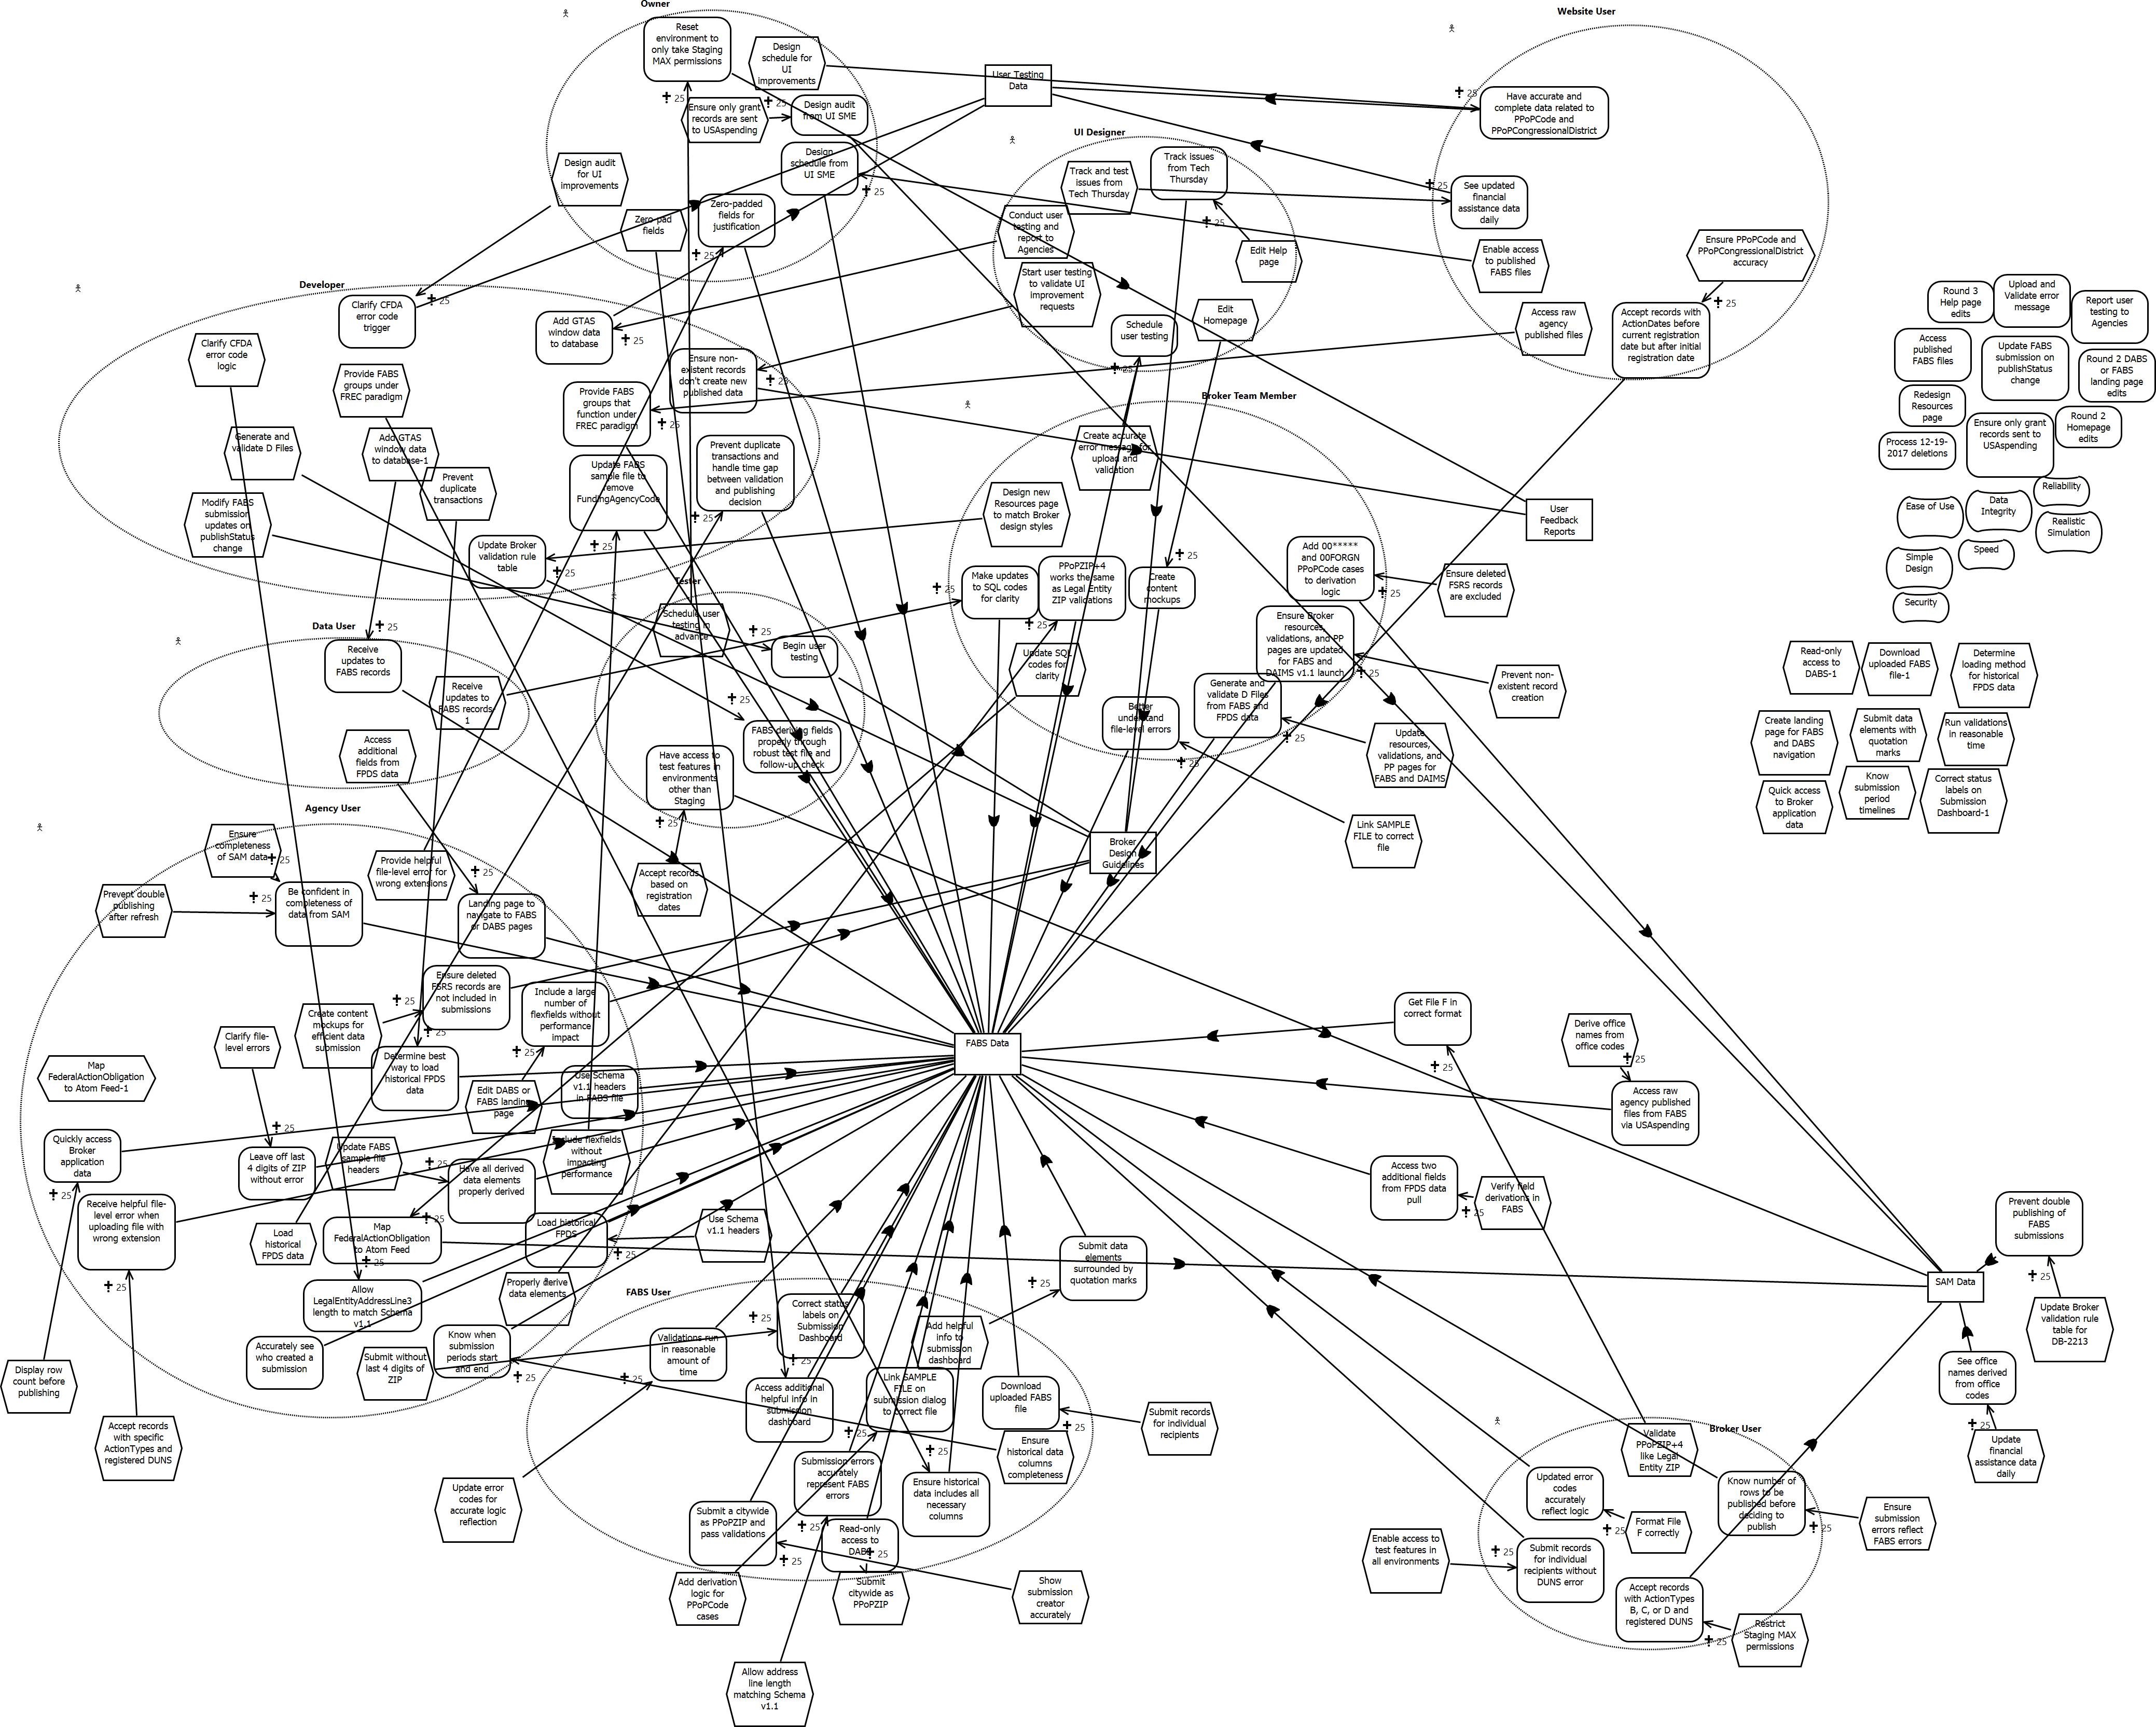 Owner
Reset
environment to
only take Staging
MAX permissions
Design
schedule for
UI
improvements
Ensure only grant
records are sent
to USAspending
Design audit
from UI SME
Design
schedule from
UI SME
Design audit
for UI
improvements
Zero-pad
fields
Zero-padded
fields for
justification
User Testing
Data
Website User
Have accurate and
complete data related to
PPoPCode and
PPoPCongressionalDistrict
See updated
financial
assistance data
daily
Enable access
to published
FABS files
Ensure PPoPCode and
PPoPCongressionalDistrict
accuracy
Access raw
agency
published files
Accept records with
ActionDates before
current registration
date but after initial
registration date
UI Designer
Track issues
from Tech
Thursday
Track and test
issues from
Tech Thursday
Conduct user
testing and
report to
Agencies
Edit Help
page
Start user testing
to validate UI
improvement
requests
Edit
Homepage
Schedule
user testing
Round 3
Help page
edits
Upload and
Validate error
message
Report user
testing to
Agencies
Access
published
FABS files
Update FABS
submission on
publishStatus
change
Round 2 DABS
or FABS
landing page
edits
Redesign
Resources
page
Ensure only grant
records sent to
USAspending
Round 2
Homepage
edits
Process 12-19-
2017 deletions
Reliability
Ease of Use
Data
Integrity
Realistic
Simulation
Simple
Design
Speed
Security
Read-only
access to
DABS-1
Download
uploaded FABS
file-1
Determine
loading method
for historical
FPDS data
Create landing
page for FABS
and DABS
navigation
Submit data
elements with
quotation
marks
Run validations
in reasonable
time
Quick access
to Broker
application
data
Know
submission
period
timelines
Correct status
labels on
Submission
Dashboard-1
Developer
Clarify CFDA
error code
trigger
Clarify CFDA
error code
logic
Add GTAS
window data
to database
Provide FABS
groups under
FREC paradigm
Ensure non-
existent records
don't create new
published data
Provide FABS
groups that
function under
FREC paradigm
Generate and
validate D Files
Add GTAS
window data
to database-1
Prevent
duplicate
transactions
Update FABS
sample file to
remove
FundingAgencyCode
Prevent duplicate
transactions and
handle time gap
between validation
and publishing
decision
Modify FABS
submission
updates on
publishStatus
change
Update Broker
validation rule
table
Broker Team Member
Create accurate
error message for
upload and
validation
Design new
Resources page
to match Broker
design styles
Make updates
to SQL codes
for clarity
PPoPZIP+4
works the same
as Legal Entity
ZIP validations
Create
content
mockups
Add 00*****
and 00FORGN
PPoPCode cases
to derivation
logic
Ensure Broker
resources,
validations, and PP
pages are updated
for FABS and
DAIMS v1.1 launch
Update SQL
codes for
clarity
Generate and
validate D Files
from FABS and
FPDS data
Better
understand
file-level errors
User
Feedback
Reports
Ensure deleted
FSRS records
are excluded
Prevent non-
existent record
creation
Update
resources,
validations, and
PP pages for
FABS and DAIMS
Link SAMPLE
FILE to correct
file
Tester
Schedule user
testing in
advance
Begin user
testing
FABS deriving fields
properly through
robust test file and
follow-up check
Have access to
test features in
environments
other than
Staging
Accept records
based on
registration
dates
Data User
Receive
updates to
FABS records
Receive
updates to
FABS records-
1
Access
additional
fields from
FPDS data
Broker
Design
Guidelines
FABS Data
Agency User
Ensure
completeness
of SAM data
Prevent double
publishing
after refresh
Be confident in
completeness of
data from SAM
Provide helpful
file-level error for
wrong extensions
Landing page to
navigate to FABS
or DABS pages
Ensure deleted
FSRS records are
not included in
submissions
Include a large
number of
flexfields without
performance
impact
Create content
mockups for
efficient data
submission
Clarify file-
level errors
Map
FederalActionObligation
to Atom Feed-1
Determine best
way to load
historical FPDS
data
Edit DABS or
FABS landing
page
Use Schema
v1.1 headers
in FABS file
Quickly access
Broker
application
data
Leave off last
4 digits of ZIP
without error
Update FABS
sample file
headers
Have all derived
data elements
properly derived
Include flexfields
without
impacting
performance
Receive helpful file-
level error when
uploading file with
wrong extension
Load
historical
FPDS data
Map
FederalActionObligation
to Atom Feed
Load historical
FPDS
Use Schema
v1.1 headers
Allow
LegalEntityAddressLine3
length to match Schema
v1.1
Properly derive
data elements
Accurately see
who created a
submission
Submit without
last 4 digits of
ZIP
Know when
submission
periods start
and end
Display row
count before
publishing
Accept records
with specific
ActionTypes and
registered DUNS
Update error
codes for
accurate logic
reflection
FABS User
Validations run
in reasonable
amount of
time
Correct status
labels on
Submission
Dashboard
Add helpful
info to
submission
dashboard
Submit data
elements
surrounded by
quotation marks
Access additional
helpful info in
submission
dashboard
Link SAMPLE
FILE on
submission dialog
to correct file
Download
uploaded FABS
file
Submit records
for individual
recipients
Ensure
historical data
columns
completeness
Submission errors
accurately
represent FABS
errors
Ensure historical
data includes all
necessary
columns
Submit a citywide
as PPoPZIP and
pass validations
Read-only
access to
DABS
Add derivation
logic for
PPoPCode
cases
Submit
citywide as
PPoPZIP
Show
submission
creator
accurately
Allow address
line length
matching Schema
v1.1
Get File F in
correct format
Derive office
names from
office codes
Access raw
agency published
files from FABS
via USAspending
Access two
additional fields
from FPDS data
pull
Verify field
derivations in
FABS
SAM Data
Prevent double
publishing of
FABS
submissions
Update Broker
validation rule
table for
DB-2213
See office
names derived
from office
codes
Update
financial
assistance data
daily
Broker User
Validate
PPoPZIP+4
like Legal
Entity ZIP
Updated error
codes
accurately
reflect logic
Know number of
rows to be
published before
deciding to
publish
Format File
F correctly
Ensure
submission
errors reflect
FABS errors
Enable access to
test features in
all environments
Submit records
for individual
recipients without
DUNS error
Accept records
with ActionTypes
B, C, or D and
registered DUNS
Restrict
Staging MAX
permissions